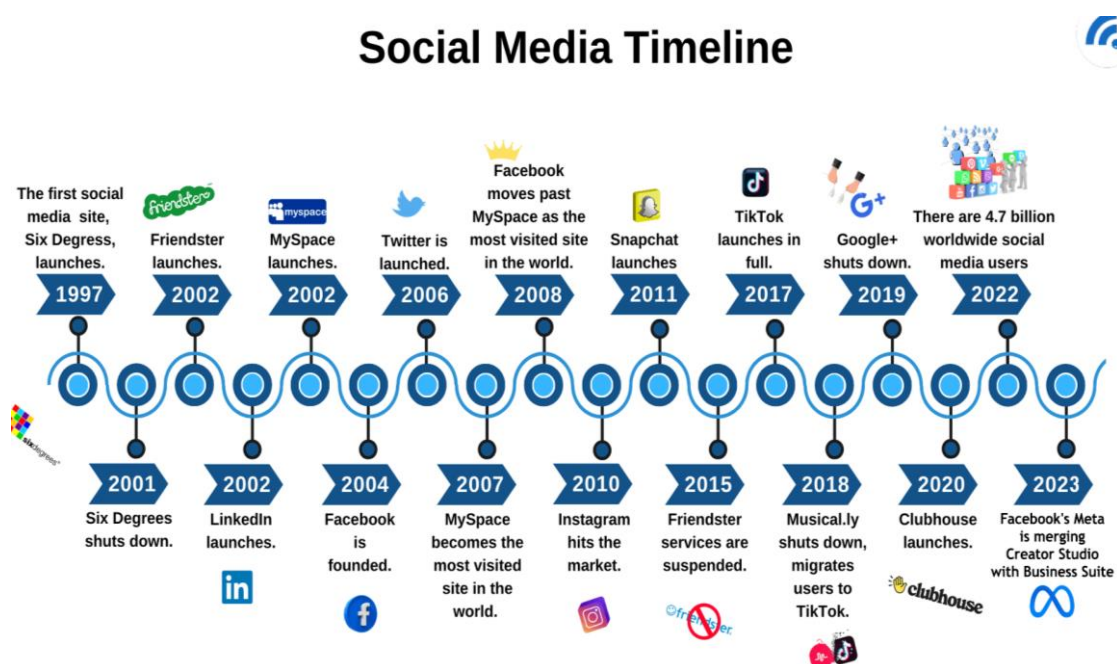 Social Media Timeline
The first social
media site,
Six Degress,
launches.
1997
sixdegrees
2001
Six Degrees
shuts down.
friendster
Friendster
launches.
2002
2002
LinkedIn
launches.
in
myspace
MySpace
launches.
2002
2004
Facebook
is
founded.
f
Twitter is
launched.
2006
2007
MySpace
becomes the
most visited
site in the
world.
Facebook
moves past
MySpace as the
most visited site
in the world.
2008
2010
Instagram
hits the
market.
Snapchat
launches
2011
2015
Friendster
services are
suspended.
friendster
TikTok
launches in
full.
2017
2018
Musical.ly
shuts down,
migrates
users to
TikTok.
G+
Google+
shuts down.
2019
2020
Clubhouse
launches.
clubhouse
There are 4.7 billion
worldwide social
media users
2022
2023
Facebook's Meta
is merging
Creator Studio
with Business Suite